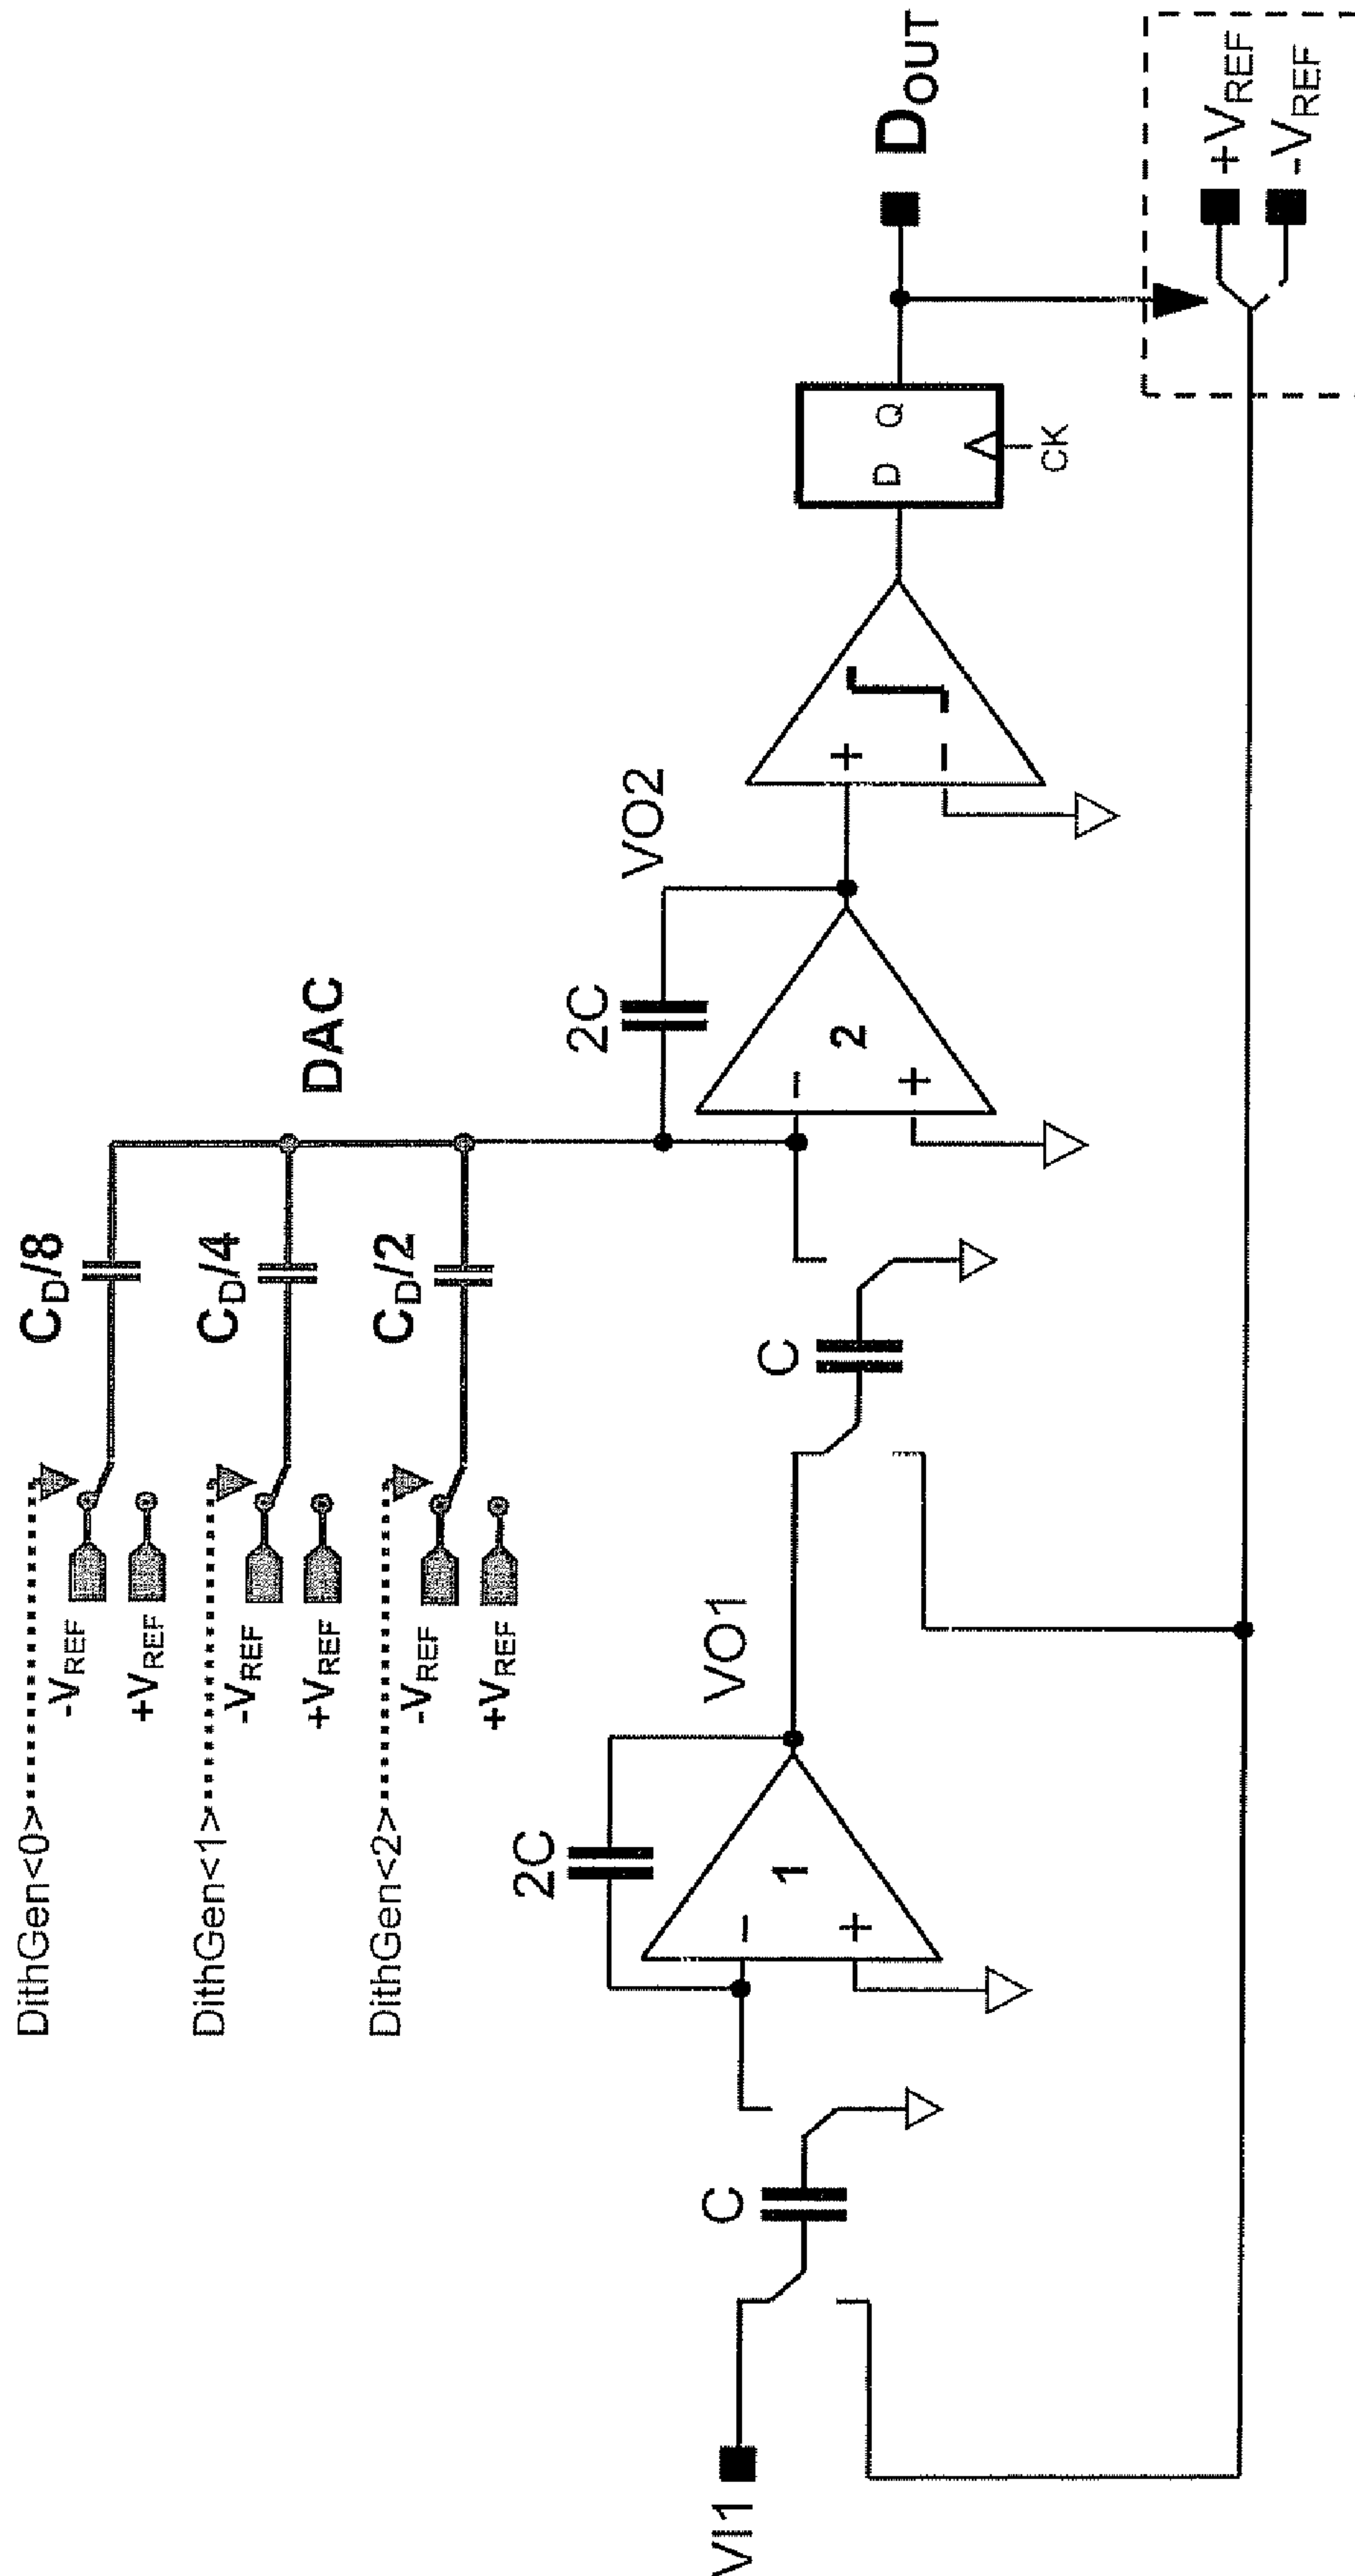 DithGen<0>
-VREF
+VREF
CD/8
DithGen<1>
-VREF
+VREF
CD/4
DithGen<2>
-VREF
+VREF
CD/2
DAC
2C
VO1
2C
VO2
VI1
C
-
+
1
C
-
+
2
+
-
D Q
CK
DOUT
+VREF
-VREF